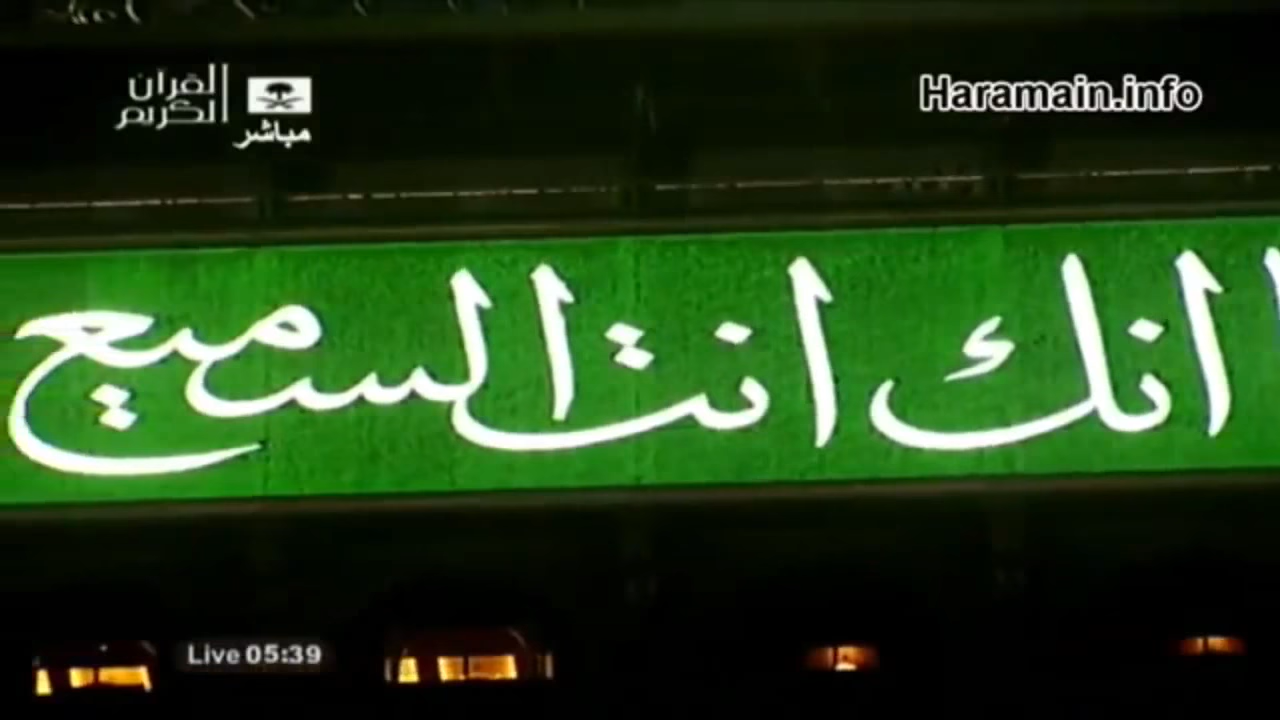 القرآن
الكريم
مباشر
Haramain.info
انك انت السميع
Live 05:39